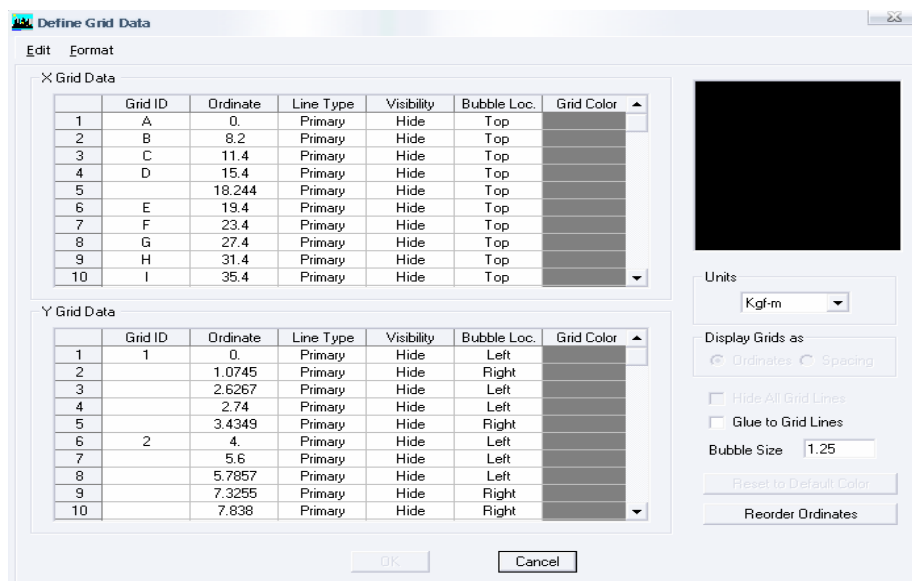 Define Grid Data
Edit Format
X Grid Data
Grid ID Ordinate Line Type Visibility Bubble Loc. Grid Color
1 A 0. Primary Hide Top
2 B 8.2 Primary Hide Top
3 C 11.4 Primary Hide Top
4 D 15.4 Primary Hide Top
5 18.244 Primary Hide Top
6 E 19.4 Primary Hide Top
7 F 23.4 Primary Hide Top
8 G 27.4 Primary Hide Top
9 H 31.4 Primary Hide Top
10 I 35.4 Primary Hide Top
Y Grid Data
Grid ID Ordinate Line Type Visibility Bubble Loc. Grid Color
1 1 0. Primary Hide Left
2 1.0745 Primary Hide Right
3 2.6267 Primary Hide Left
4 2.74 Primary Hide Left
5 3.4349 Primary Hide Right
6 2 4. Primary Hide Left
7 5.6 Primary Hide Left
8 5.7857 Primary Hide Left
9 7.3255 Primary Hide Right
10 7.838 Primary Hide Right
Units
Kgf-m
Display Grids as
Ordinates Spacing
Hide All Grid Lines
Glue to Grid Lines
Bubble Size 1.25
Reset to Default Color
Reorder Ordinates
OK Cancel